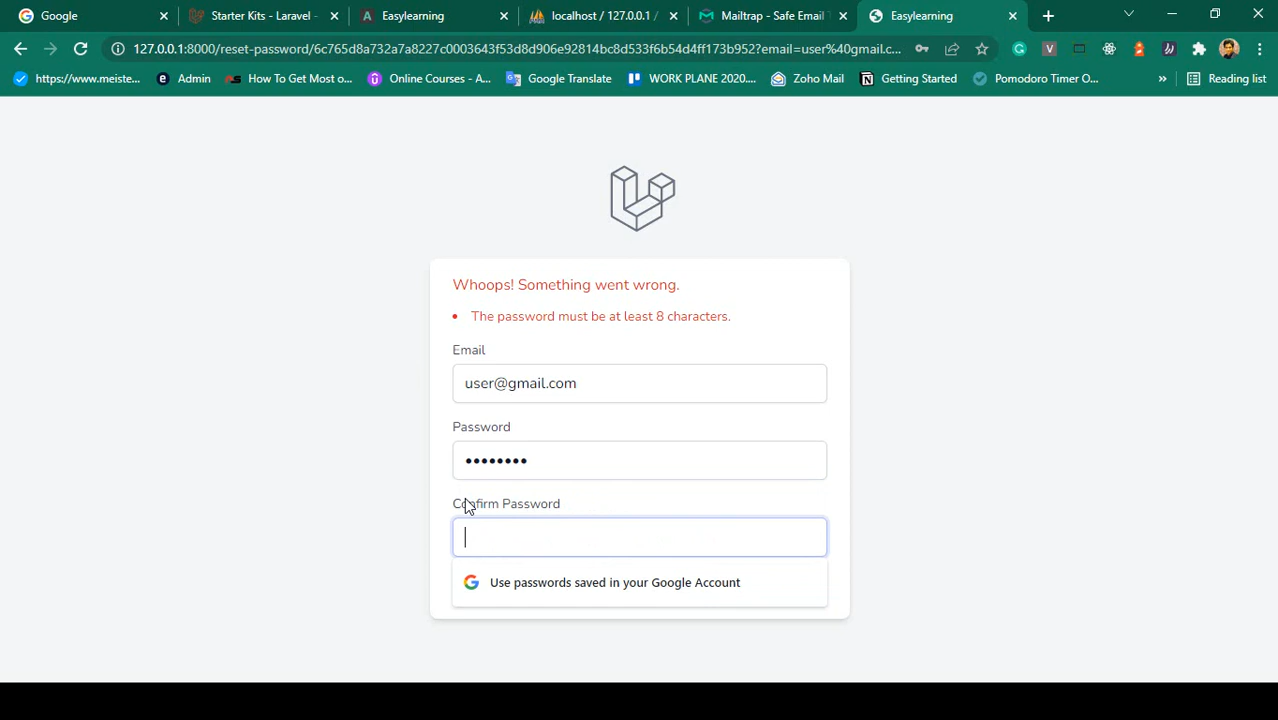 Google
Starter Kits - Laravel -
Easylearning
localhost / 127.0.0.1 /
Mailtrap - Safe Email T
Easylearning
127.0.0.1:8000/reset-password/6c765d8a732a7a8227c0003643f53d8d906e92814bc8d533f6b54d4ff173b952?email=user%40gmail.c...
https://www.meiste...
Admin
How To Get Most o...
Online Courses - A...
Google Translate
WORK PLANE 2020....
Zoho Mail
Getting Started
Pomodoro Timer O...
»
Reading list
Whoops! Something went wrong.
• The password must be at least 8 characters.
Email
user@gmail.com
Password
••••••••
Confirm Password
Use passwords saved in your Google Account